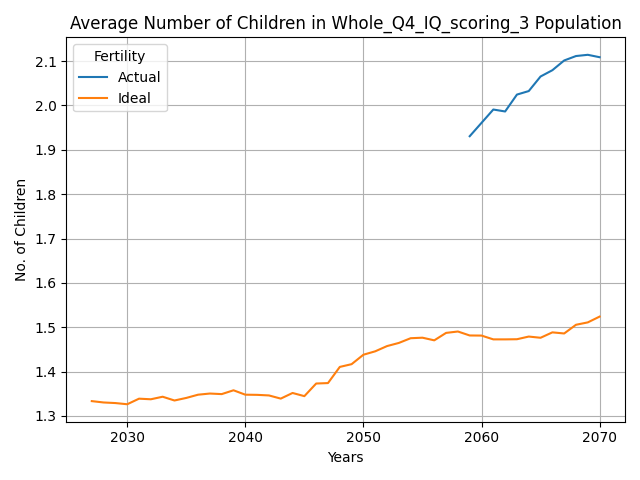 Average Number of Children in Whole_Q4_IQ_scoring_3 Population
Fertility
Actual
Ideal
2.1
2.0
1.9
1.8
1.7
1.6
1.5
1.4
1.3
No. of Children
2030
2040
2050
2060
2070
Years